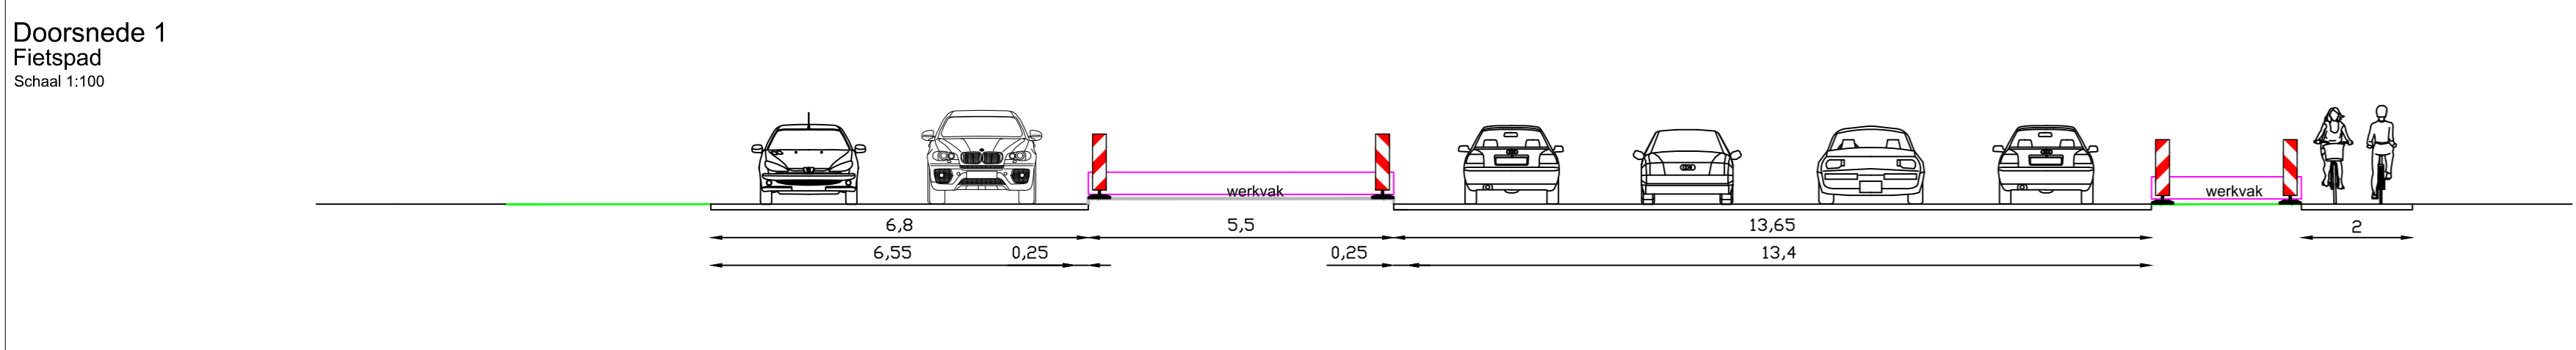 Doorsnede 1
Fietspad
Schaal 1:100
werkvak
werkvak
6,8
5,5
13,65
2
6,55
0,25
0,25
13,4